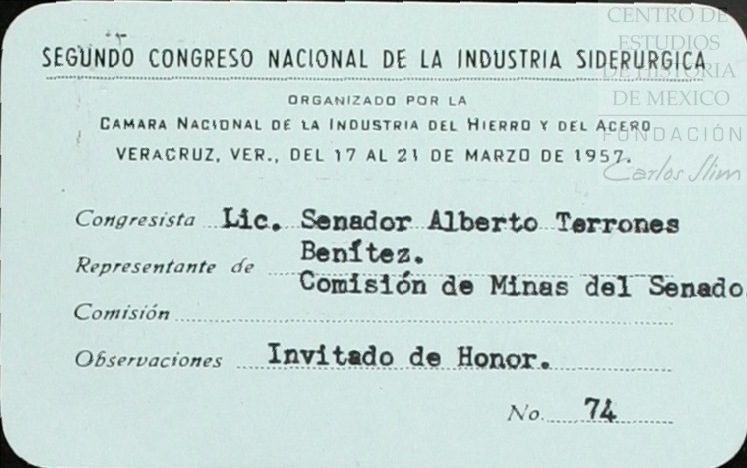 SEGUNDO CONGRESO NACIONAL DE LA INDUSTRIA SIDERURGICA
ORGANIZADO POR LA
CAMARA NACIONAL DE LA INDUSTRIA DEL HIERRO Y DEL ACERO
VERACRUZ, VER., DEL 17 AL 21 DE MARZO DE 1957.
Congresista Lic. Senador Alberto Terrones
Benítez.
Representante de
Comisión de Minas del Senado
Comisión
Observaciones Invitado de Honor.
No. 74
CENTRO DE
ESTUDIOS
DE HISTORIA
DE MEXICO
FUNDACIÓN
Carlos Slim